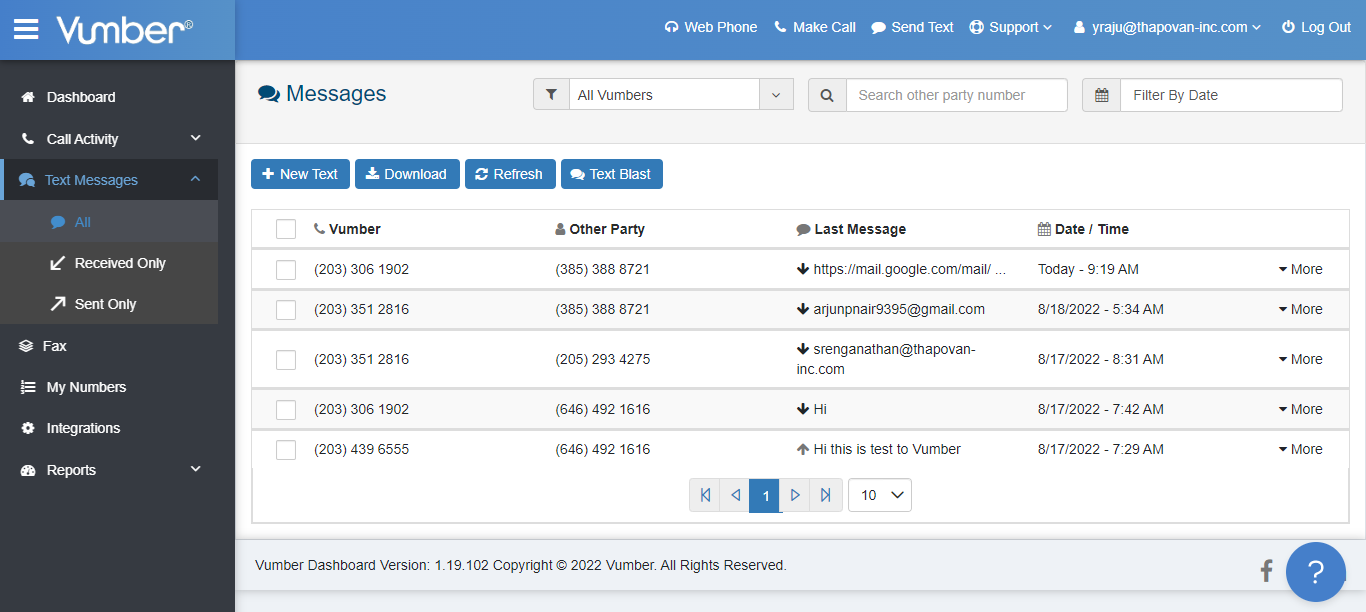 Vumber®
Web Phone
Make Call
Send Text
Support
yraju@thapovan-inc.com
Log Out
Dashboard
Call Activity
Text Messages
All
Received Only
Sent Only
Fax
My Numbers
Integrations
Reports
Messages
All Vumbers
Search other party number
Filter By Date
New Text
Download
Refresh
Text Blast
Vumber Other Party Last Message Date / Time
(203) 306 1902 (385) 388 8721 https://mail.google.com/mail/ ... Today - 9:19 AM More
(203) 351 2816 (385) 388 8721 arjunpnair9395@gmail.com 8/18/2022 - 5:34 AM More
(203) 351 2816 (205) 293 4275 srenganathan@thapovan-
inc.com 8/17/2022 - 8:31 AM More
(203) 306 1902 (646) 492 1616 Hi 8/17/2022 - 7:42 AM More
(203) 439 6555 (646) 492 1616 Hi this is test to Vumber 8/17/2022 - 7:29 AM More
1
10
Vumber Dashboard Version: 1.19.102 Copyright © 2022 Vumber. All Rights Reserved.
f
?